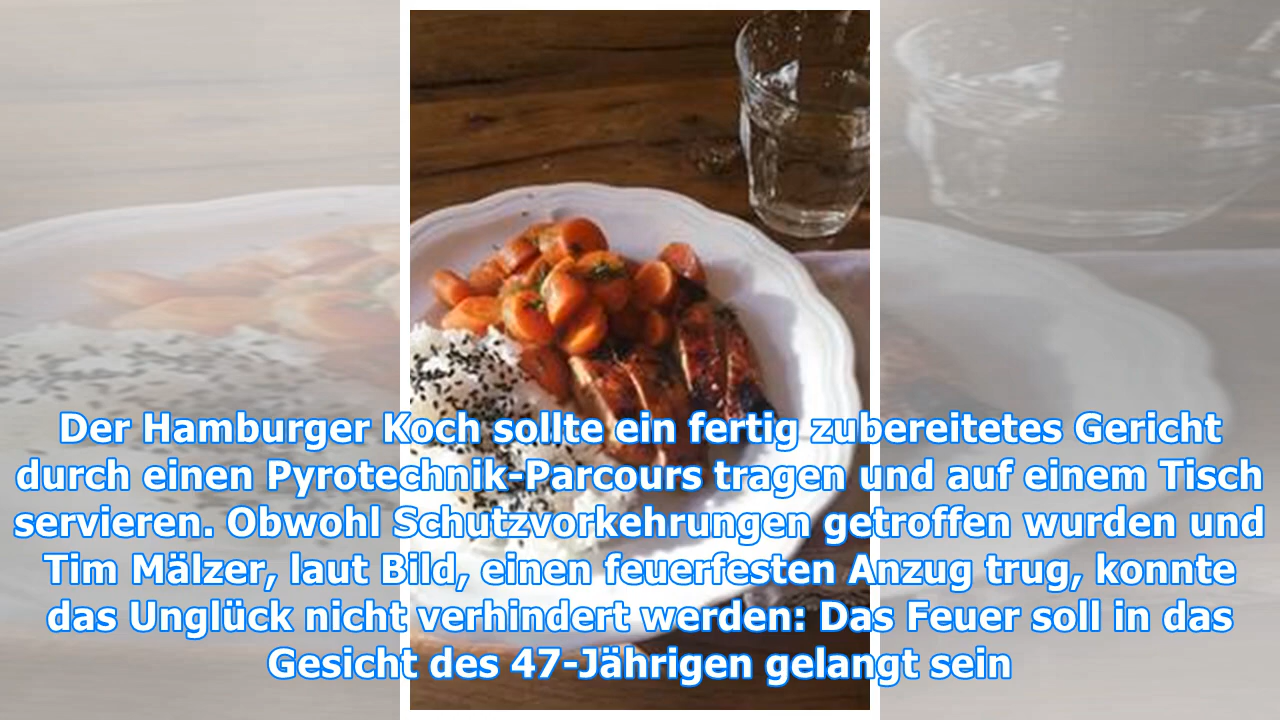 Der Hamburger Koch sollte ein fertig zubereitetes Gericht
durch einen Pyrotechnik-Parcours tragen und auf einem Tisch
servieren. Obwohl Schutzvorkehrungen getroffen wurden und
Tim Mälzer, laut Bild, einen feuerfesten Anzug trug, konnte
das Unglück nicht verhindert werden: Das Feuer soll in das
Gesicht des 47-Jährigen gelangt sein